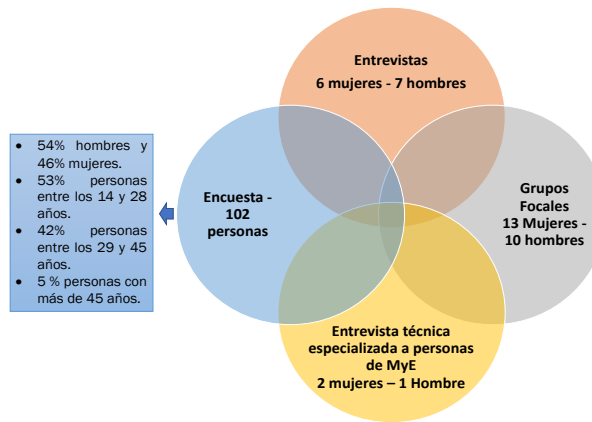 Entrevistas
6 mujeres - 7 hombres
• 54% hombres y
46% mujeres.
• 53% personas
entre los 14 y 28
años.
• 42% personas
entre los 29 y 45
años.
• 5 % personas con
más de 45 años.
Encuesta -
102
personas
Grupos
Focales
13 Mujeres -
10 hombres
Entrevista técnica
especializada a personas
de MyE
2 mujeres – 1 Hombre